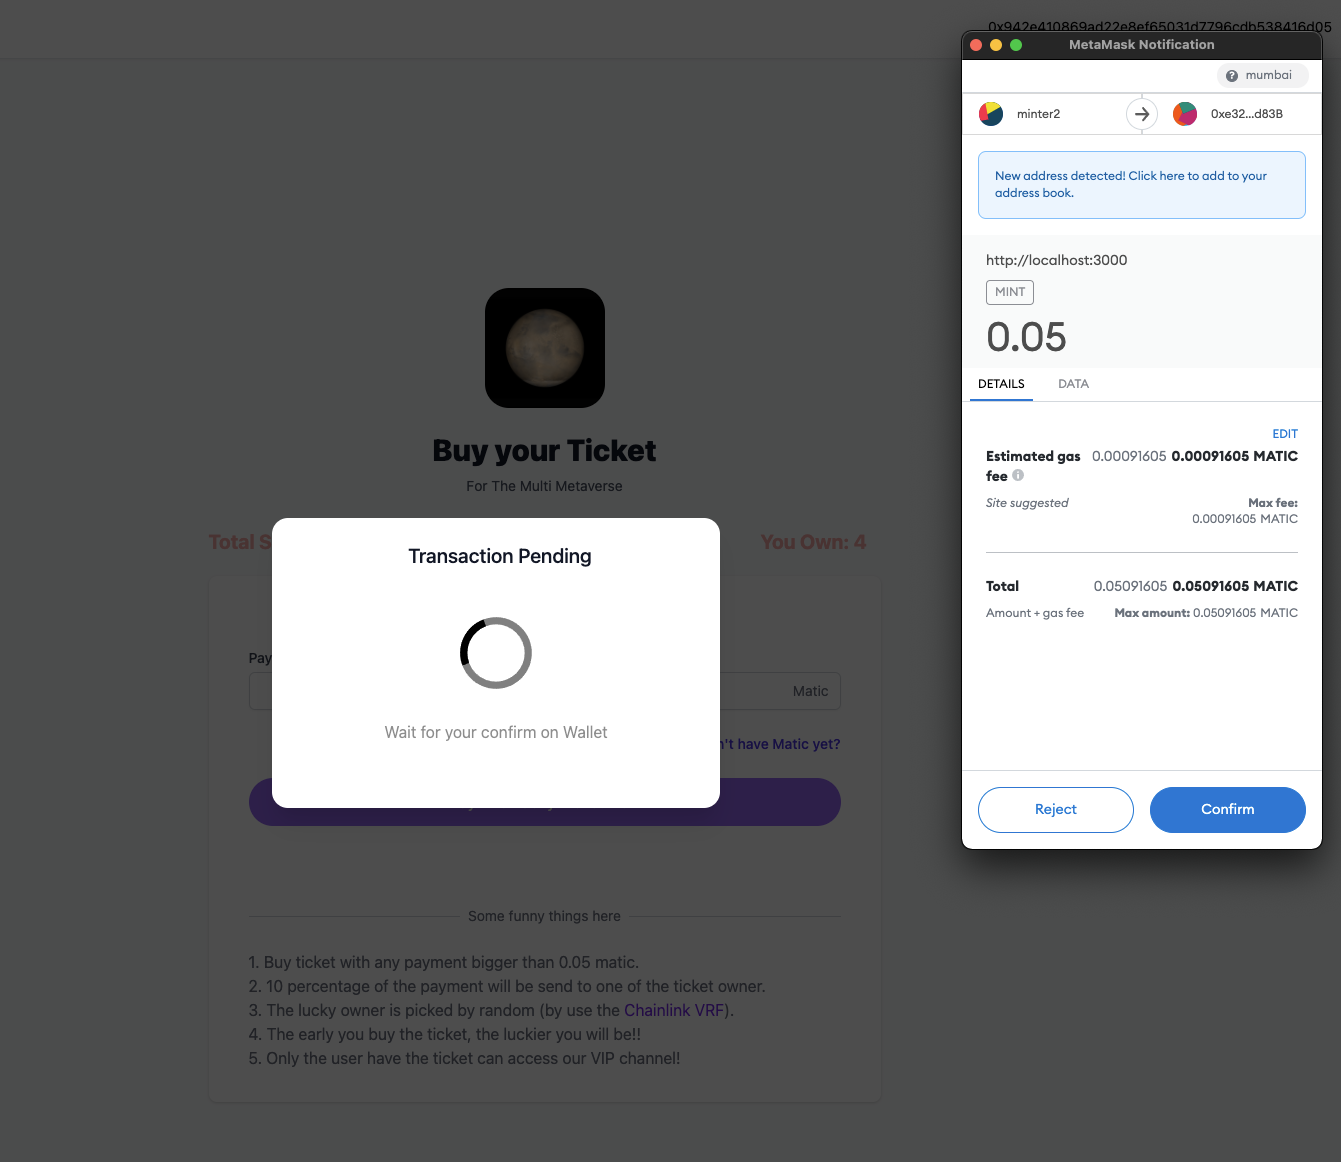 0x942e410869ad22e8ef65031d7796cdb538416d05
MetaMask Notification
mumbai
minter2
0xe32...d83B
New address detected! Click here to add to your
address book.
http://localhost:3000
MINT
0.05
DETAILS
DATA
EDIT
Estimated gas
fee
0.00091605 0.00091605 MATIC
Site suggested
Max fee:
0.00091605 MATIC
Total
0.05091605 0.05091605 MATIC
Amount + gas fee
Max amount: 0.05091605 MATIC
Reject
Confirm
Buy your Ticket
For The Multi Metaverse
Total
You Own: 4
Transaction Pending
Wait for your confirm on Wallet
Matic
have Matic yet?
Some funny things here
1. Buy ticket with any payment bigger than 0.05 matic.
2. 10 percentage of the payment will be send to one of the ticket owner.
3. The lucky owner is picked by random (by use the Chainlink VRF).
4. The early you buy the ticket, the luckier you will be!!
5. Only the user have the ticket can access our VIP channel!